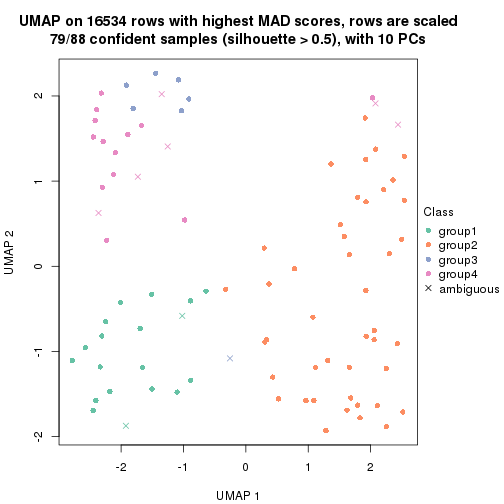 UMAP on 16534 rows with highest MAD scores, rows are scaled
79/88 confident samples (silhouette > 0.5), with 10 PCs
2
1
0
-1
-2
UMAP 2
-2
-1
0
1
2
UMAP 1
Class
group1
group2
group3
group4
ambiguous